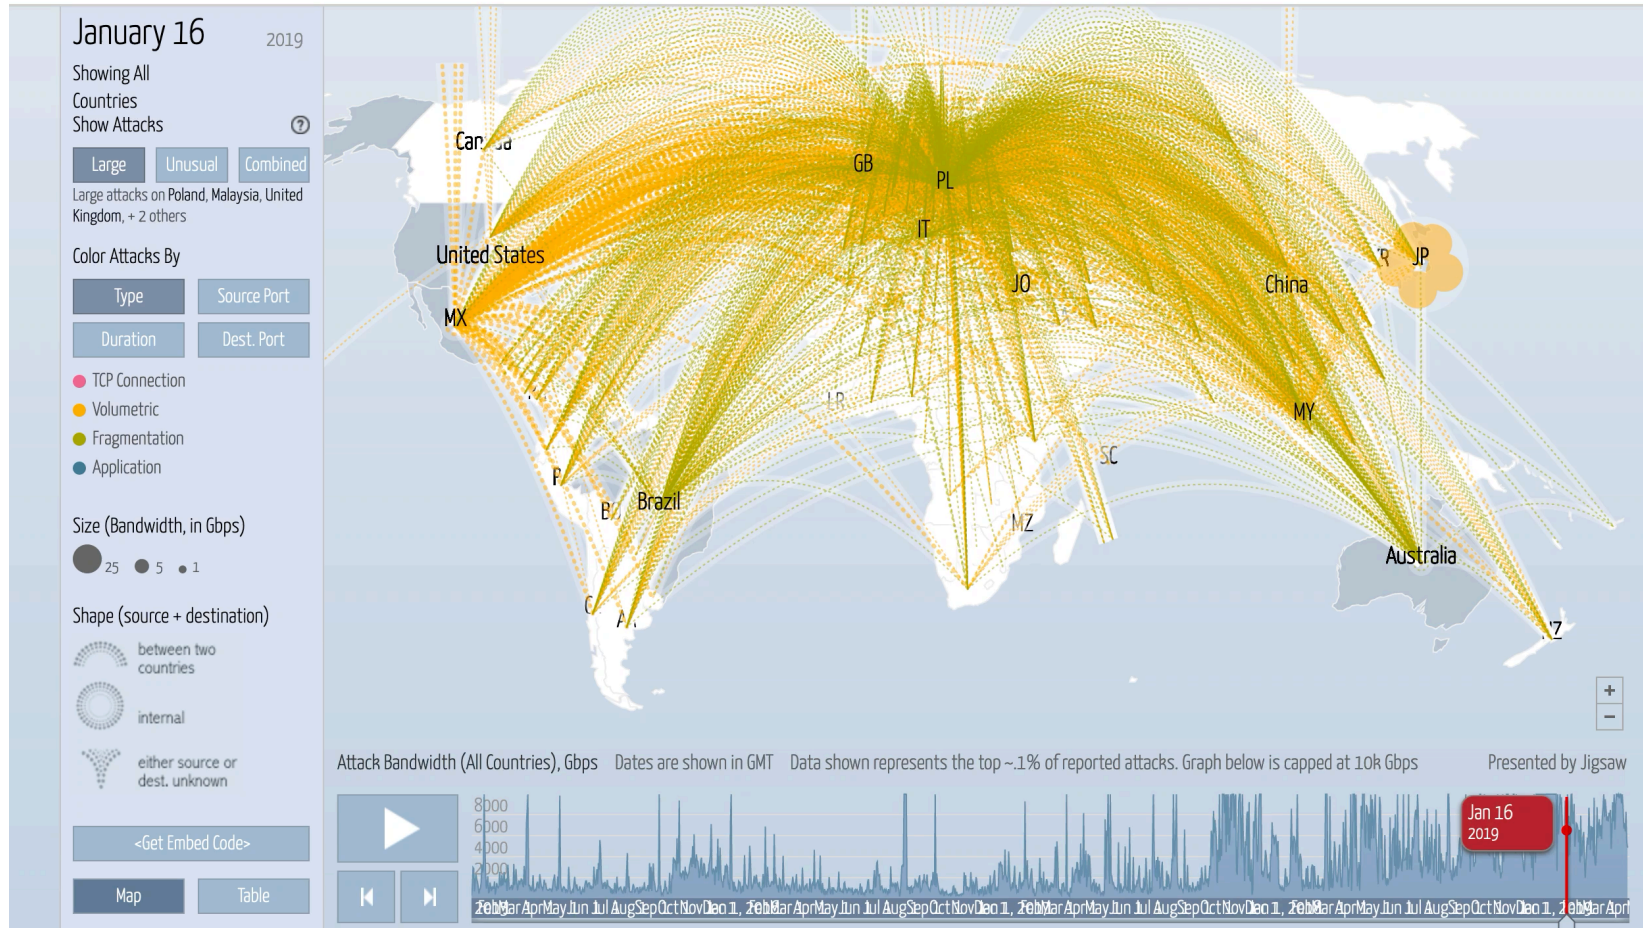 January 16
2019
Showing All
Countries
Show Attacks
?
Large
Unusual
Combined
Large attacks on Poland, Malaysia, United
Kingdom, + 2 others
Color Attacks By
Type
Source Port
Duration
Dest. Port
TCP Connection
Volumetric
Fragmentation
Application
Size (Bandwidth, in Gbps)
25
5
1
Shape (source + destination)
between two
countries
internal
either source or
dest. unknown
<Get Embed Code>
Map
Table
GB
PL
IT
United States
JO
JP
China
MX
MY
SC
Brazil
MZ
Australia
+
−
Attack Bandwidth (All Countries), Gbps
Dates are shown in GMT
Data shown represents the top ~.1% of reported attacks. Graph below is capped at 10k Gbps
Presented by Jigsaw
8000
6000
4000
2000
Jan 16
2019